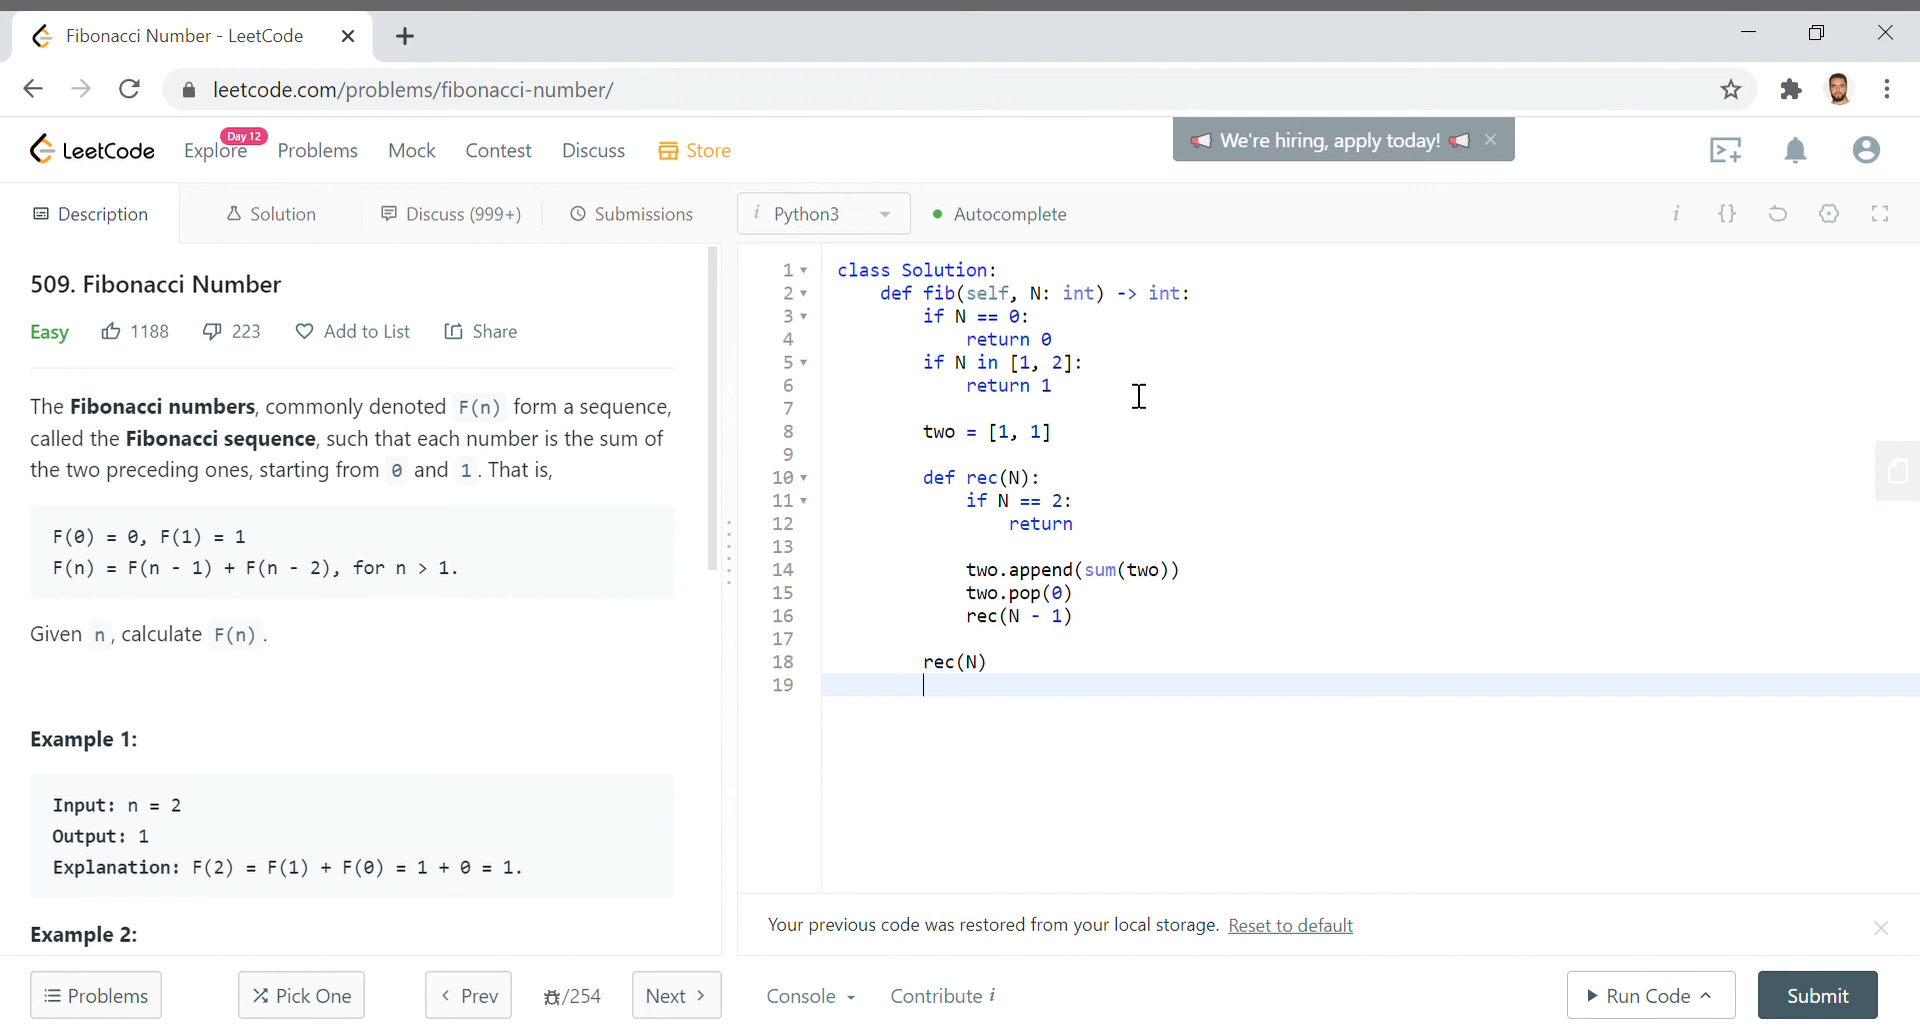 Fibonacci Number - LeetCode
leetcode.com/problems/fibonacci-number/
LeetCode Explore Day 12 Problems Mock Contest Discuss Store
📢 We're hiring, apply today! 📢
Description Solution Discuss (999+) Submissions
i Python3 Autocomplete i {}
509. Fibonacci Number
Easy 1188 223 Add to List Share
The Fibonacci numbers, commonly denoted F(n) form a sequence,
called the Fibonacci sequence, such that each number is the sum of
the two preceding ones, starting from 0 and 1. That is,
F(0) = 0, F(1) = 1
F(n) = F(n - 1) + F(n - 2), for n > 1.
Given n, calculate F(n).
Example 1:
Input: n = 2
Output: 1
Explanation: F(2) = F(1) + F(0) = 1 + 0 = 1.
Example 2:
1 class Solution:
2 def fib(self, N: int) -> int:
3 if N == 0:
4 return 0
5 if N in [1, 2]:
6 return 1
7
8 two = [1, 1]
9
10 def rec(N):
11 if N == 2:
12 return
13
14 two.append(sum(two))
15 two.pop(0)
16 rec(N - 1)
17
18 rec(N)
19
Your previous code was restored from your local storage. Reset to default
Problems Pick One Prev /254 Next
Console Contribute i Run Code Submit